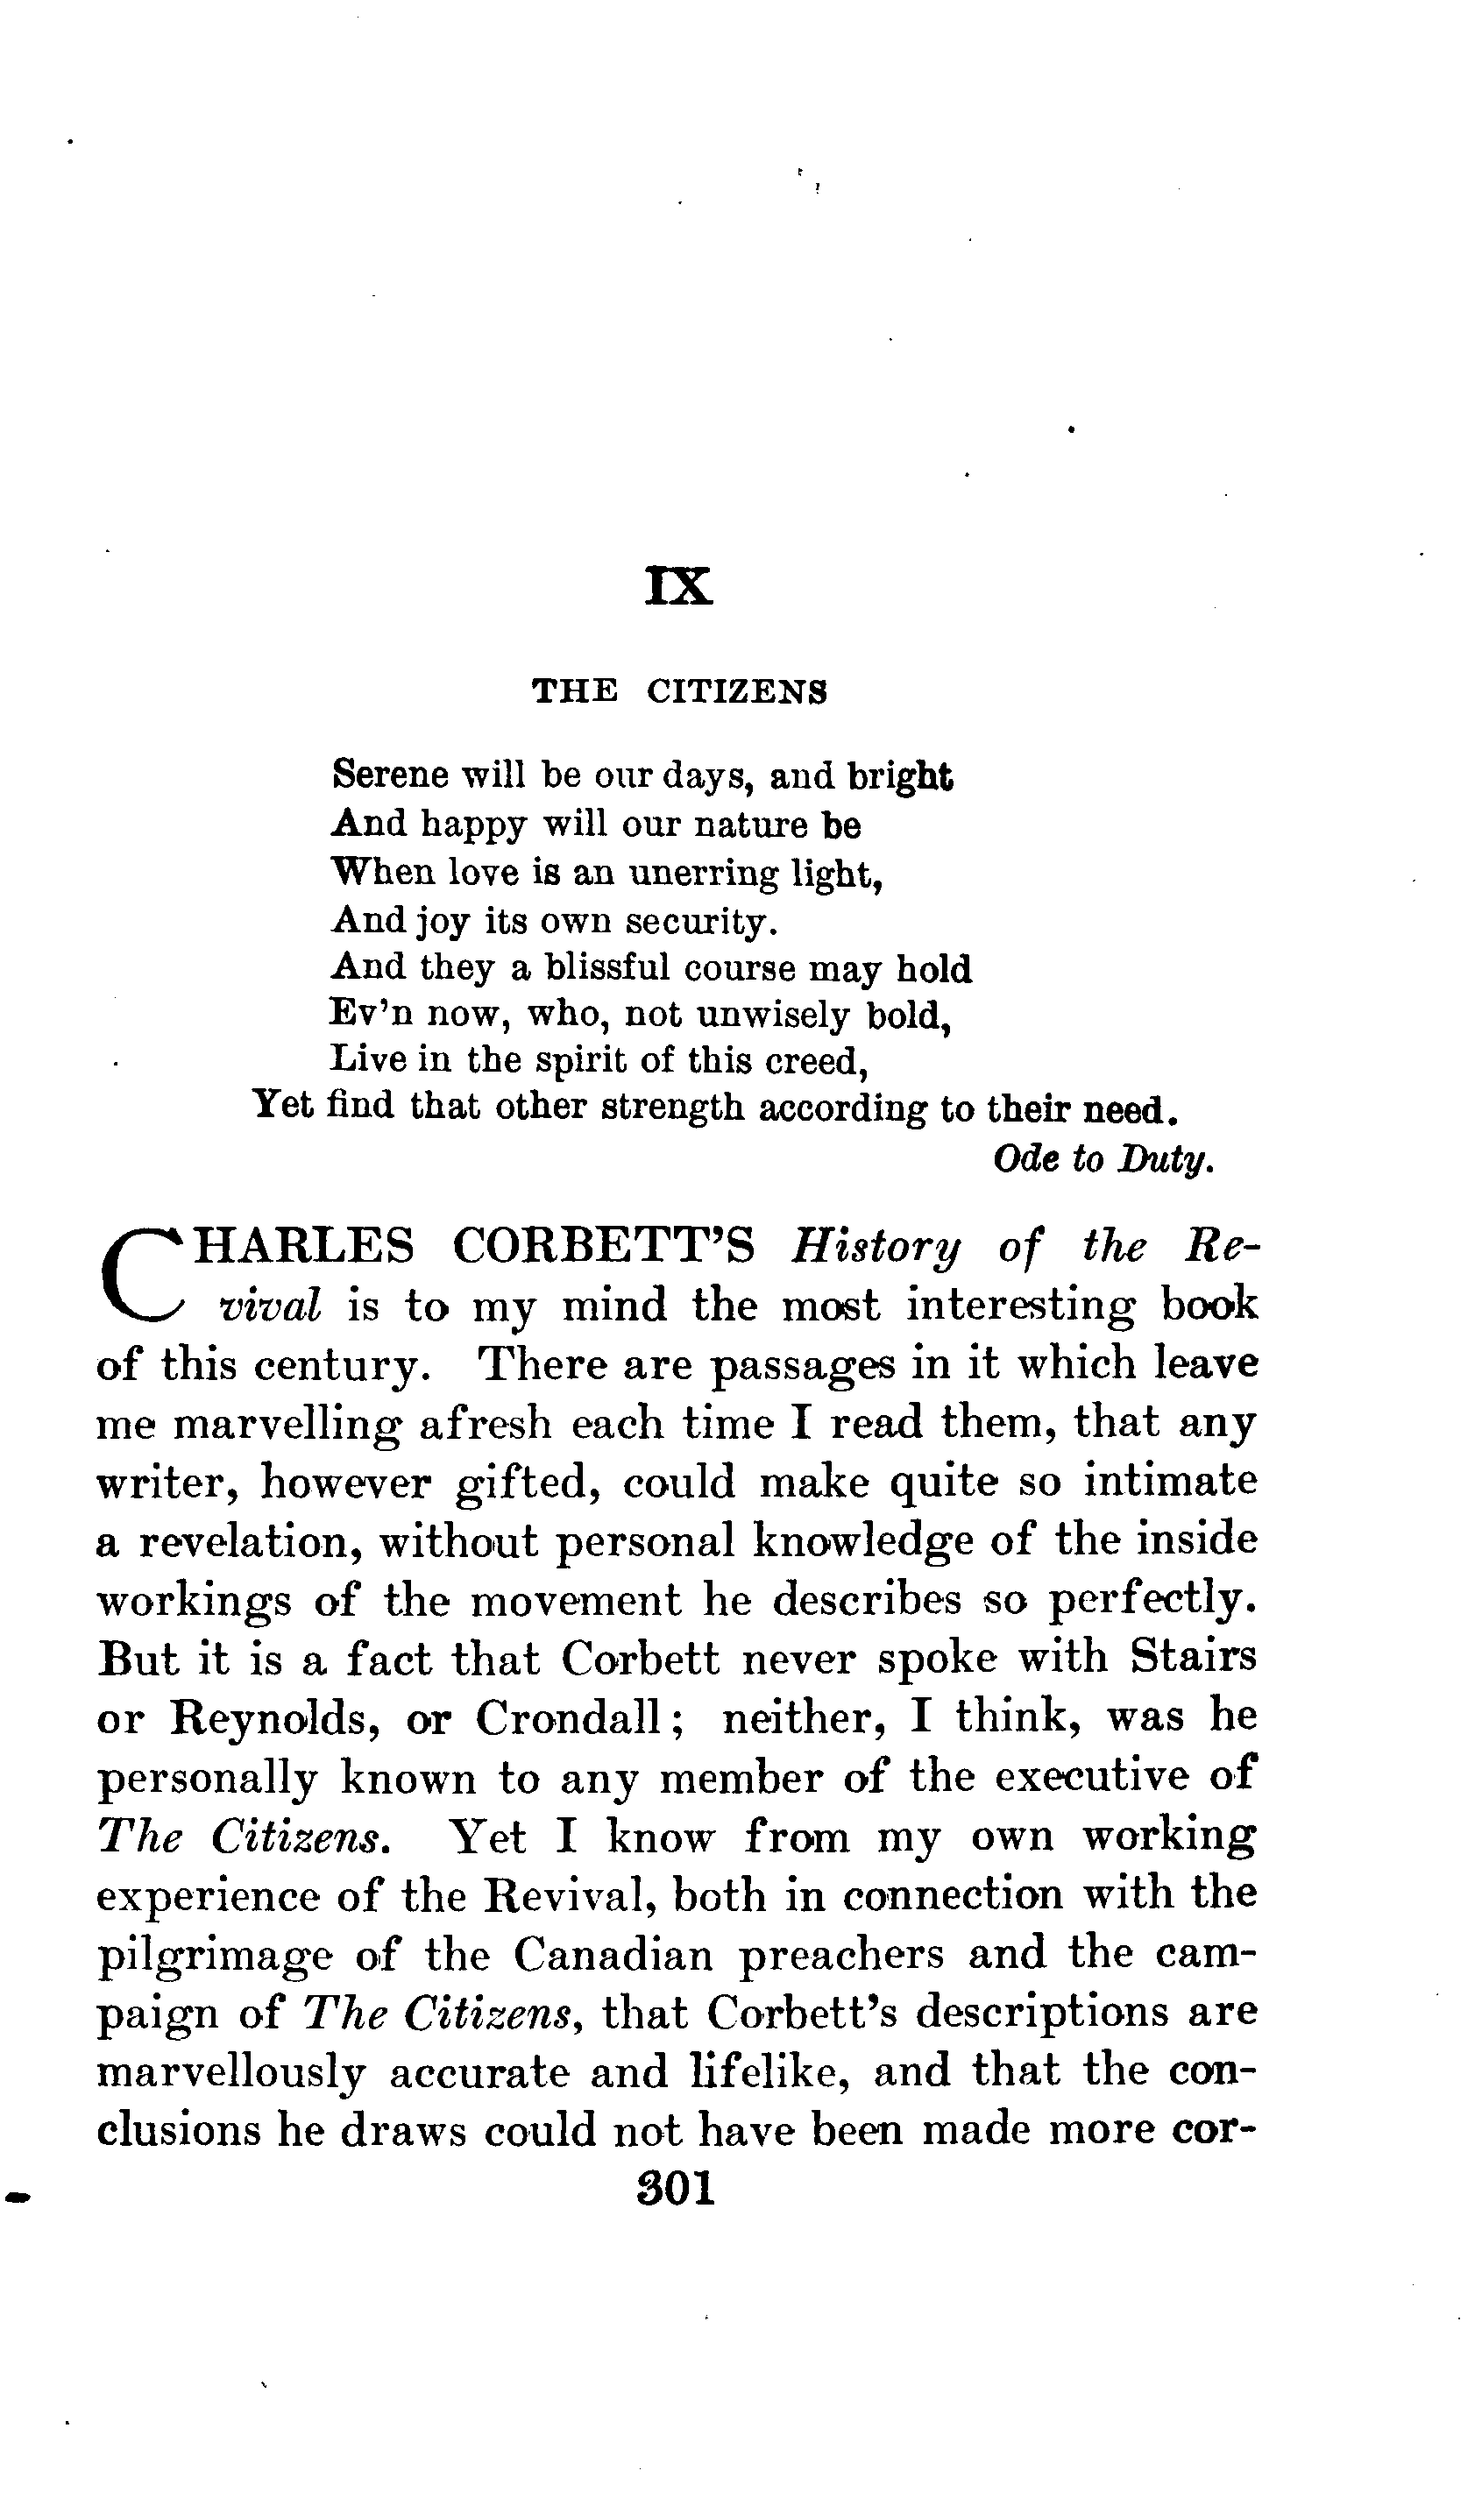 IX
THE CITIZENS
Serene will be our days, and bright
And happy will our nature be
When love is an unerring light,
And joy its own security.
And they a blissful course may hold
Ev'n now, who, not unwisely bold,
Live in the spirit of this creed,
Yet find that other strength according to their need.
Ode to Duty.
CHARLES CORBETT'S History of the Re-
vival is to my mind the most interesting book
of this century. There are passages in it which leave
me marvelling afresh each time I read them, that any
writer, however gifted, could make quite so intimate
a revelation, without personal knowledge of the inside
workings of the movement he describes so perfectly.
But it is a fact that Corbett never spoke with Stairs
or Reynolds, or Crondall; neither, I think, was he
personally known to any member of the executive of
The Citizens. Yet I know from my own working
experience of the Revival, both in connection with the
pilgrimage of the Canadian preachers and the cam-
paign of The Citizens, that Corbett's descriptions are
marvellously accurate and lifelike, and that the con-
clusions he draws could not have been made more cor-
301